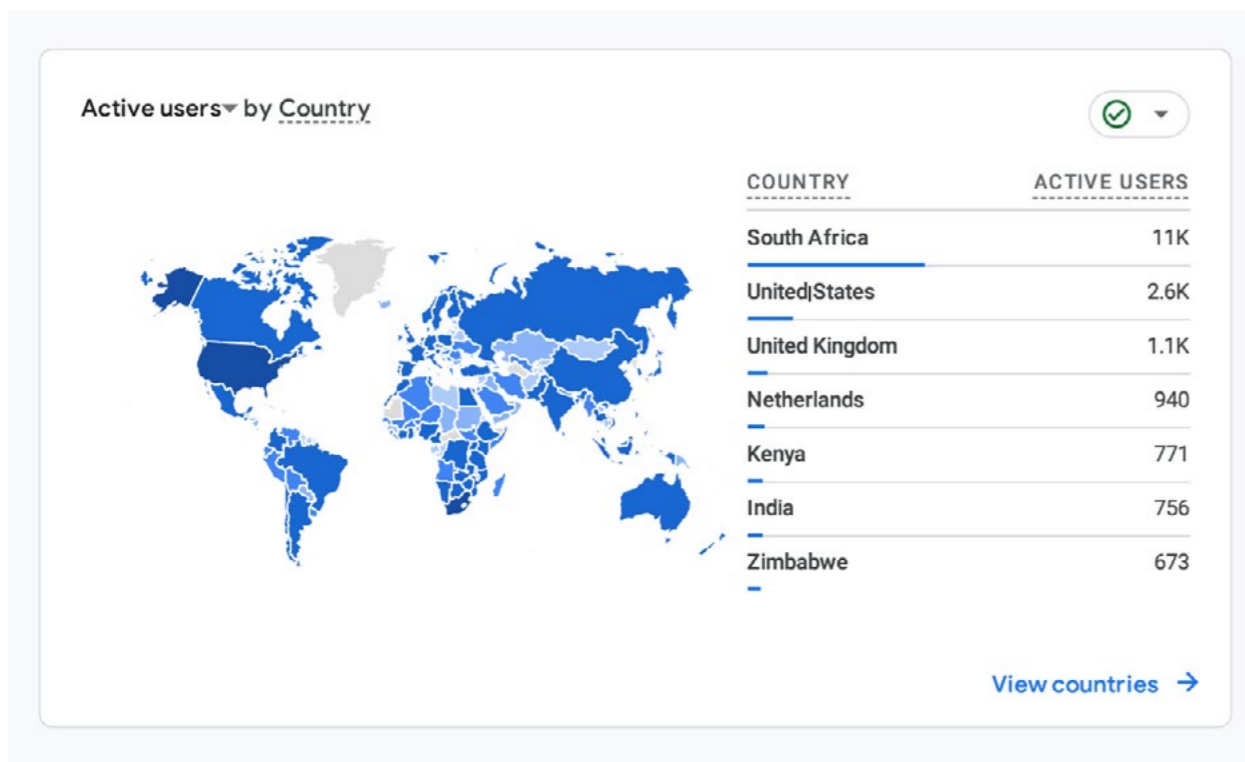 Active users by Country
COUNTRY ACTIVE USERS
South Africa 11K
United|States 2.6K
United Kingdom 1.1K
Netherlands 940
Kenya 771
India 756
Zimbabwe 673
View countries →